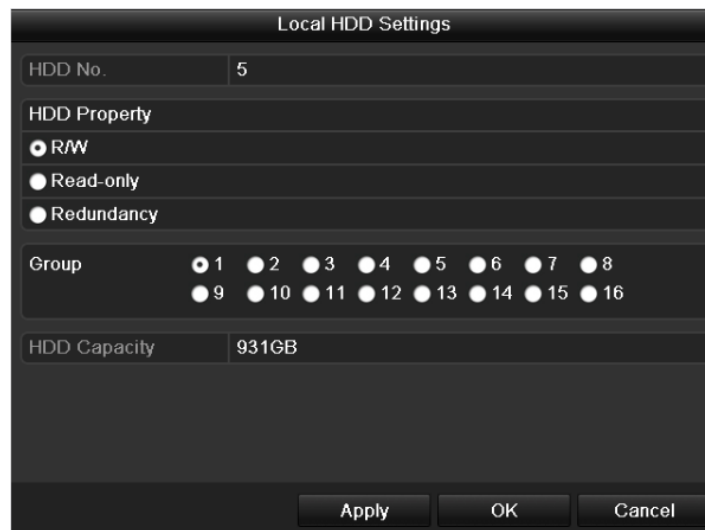 Local HDD Settings
HDD No. 5
HDD Property
R/W
Read-only
Redundancy
Group 1 2 3 4 5 6 7 8
9 10 11 12 13 14 15 16
HDD Capacity 931GB
Apply OK Cancel